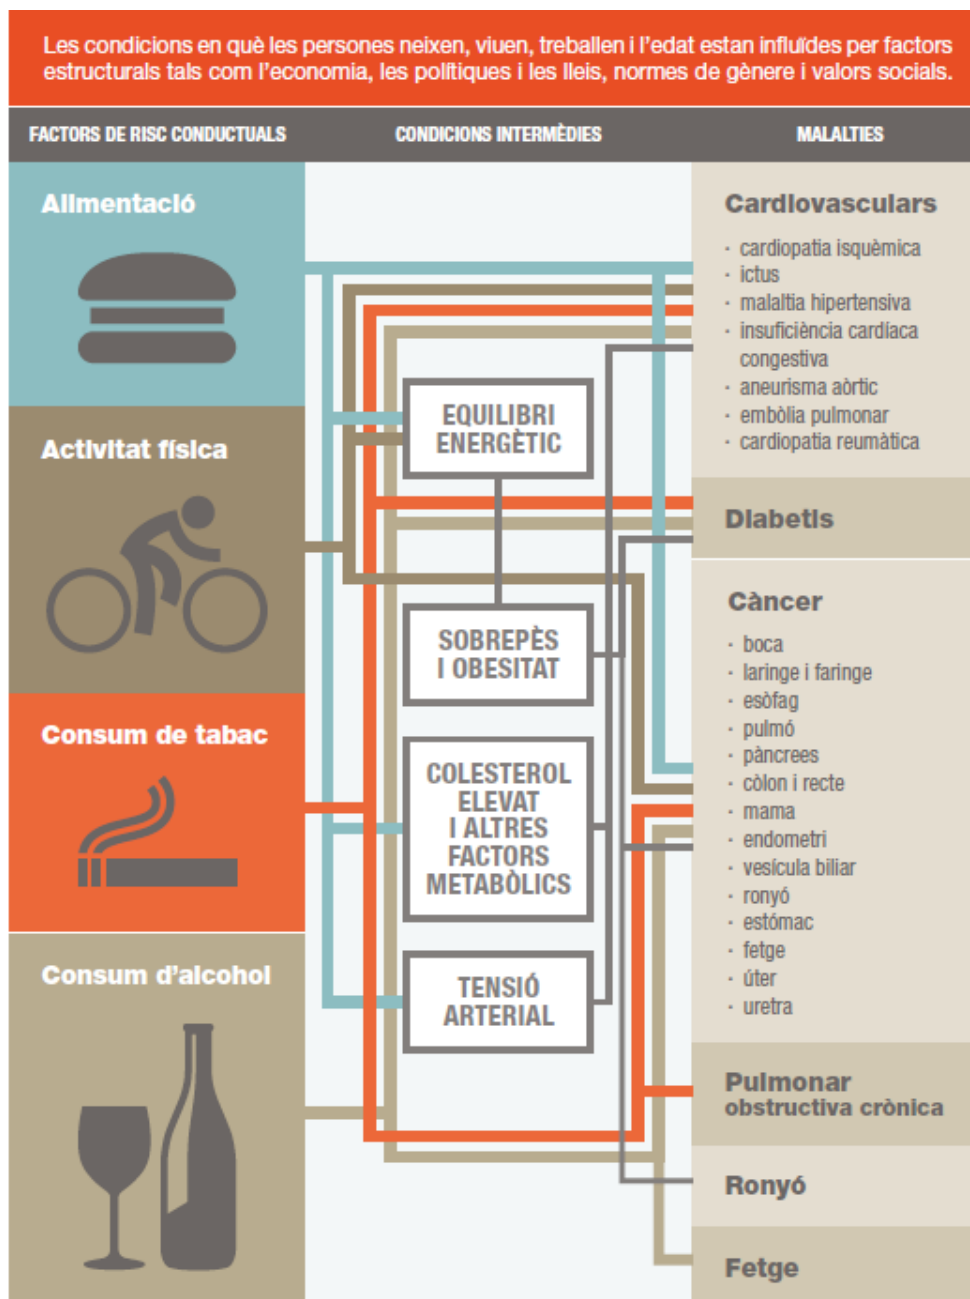 Les condicions en què les persones neixen, viuen, treballen i l'edat estan influïdes per factors
estructurals tals com l'economia, les polítiques i les lleis, normes de gènere i valors socials.
FACTORS DE RISC CONDUCTUALS
CONDICIONS INTERMÈDIES
MALALTIES
Alimentació
Activitat física
Consum de tabac
Consum d'alcohol
EQUILIBRI
ENERGÈTIC
SOBREPÈS
I OBESITAT
COLESTEROL
ELEVAT
I ALTRES
FACTORS
METABÒLICS
TENSIÓ
ARTERIAL
Cardiovasculars
· cardiopatia isquèmica
· ictus
· malaltia hipertensiva
· insuficiència cardíaca
congestiva
· aneurisma aòrtic
· embòlia pulmonar
· cardiopatia reumàtica
Diabetis
Càncer
· boca
· laringe i faringe
· esòfag
· pulmó
· pàncrees
· còlon i recte
· mama
· endometri
· vesícula biliar
· ronyó
· estómac
· fetge
· úter
· uretra
Pulmonar
obstructiva crònica
Ronyó
Fetge